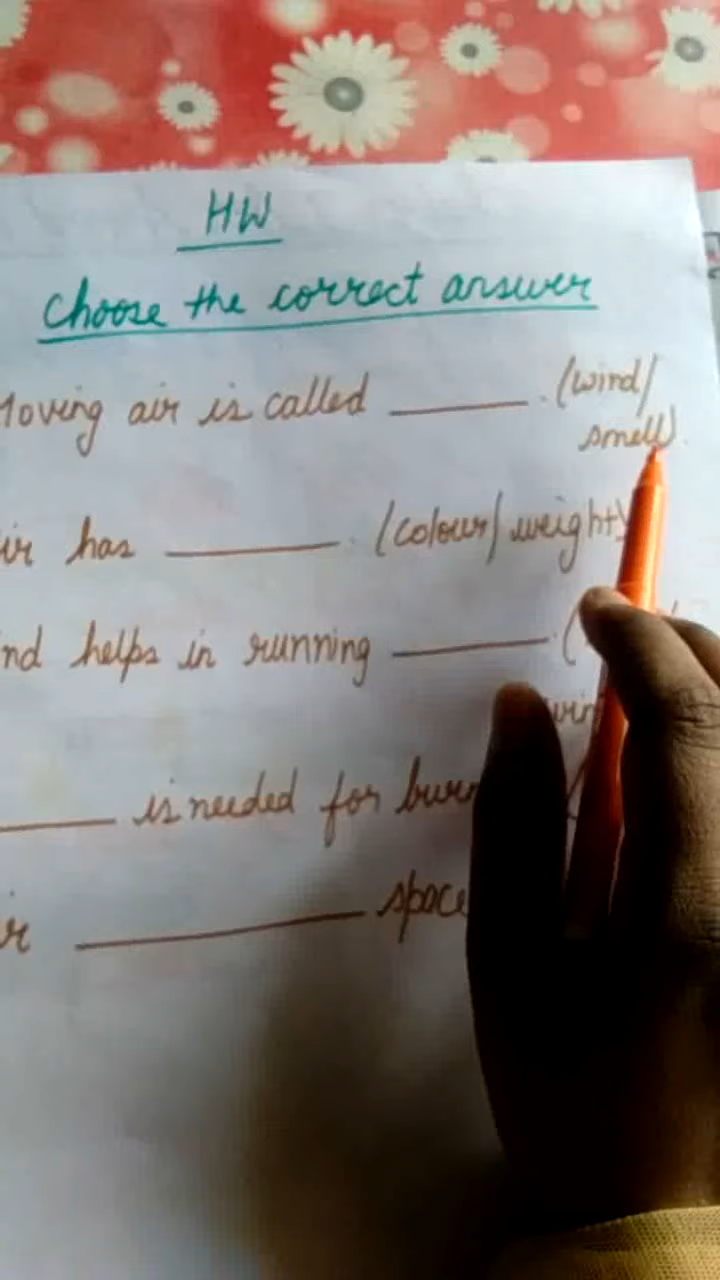 HW
Choose the correct answer
Moving air is called ______. (wind/
smell).
ir has ______. (colour/weight)
nd helps in running ______. (
is needed for burn
r ______ space